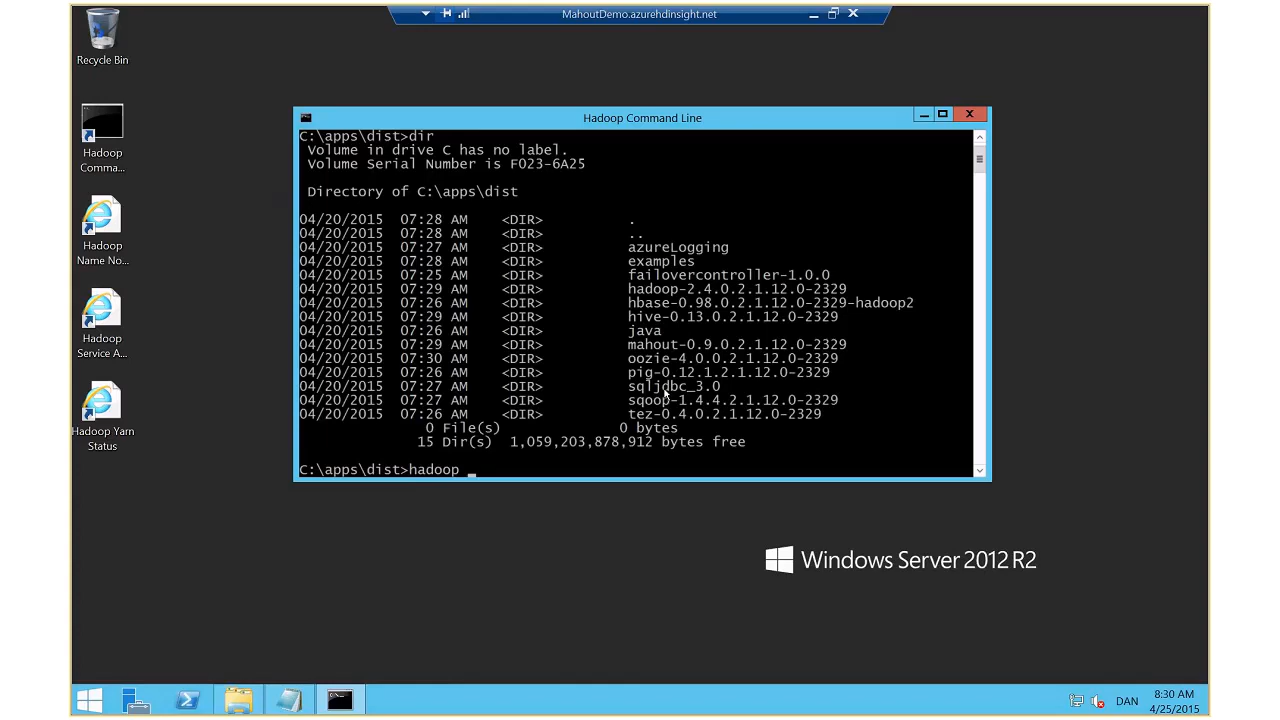 MahoutDemo.azurehdinsight.net
Recycle Bin
Hadoop
Comma...
Hadoop
Name No...
Hadoop
Service A...
Hadoop Yarn
Status
Hadoop Command Line
C:\apps\dist>dir
Volume in drive C has no label.
Volume Serial Number is F023-6A25
Directory of C:\apps\dist
04/20/2015 07:28 AM <DIR> .
04/20/2015 07:28 AM <DIR> ..
04/20/2015 07:27 AM <DIR> azureLogging
04/20/2015 07:28 AM <DIR> examples
04/20/2015 07:25 AM <DIR> failovercontroller-1.0.0
04/20/2015 07:29 AM <DIR> hadoop-2.4.0.2.1.12.0-2329
04/20/2015 07:26 AM <DIR> hbase-0.98.0.2.1.12.0-2329-hadoop2
04/20/2015 07:29 AM <DIR> hive-0.13.0.2.1.12.0-2329
04/20/2015 07:26 AM <DIR> java
04/20/2015 07:26 AM <DIR> mahout-0.9.0.2.1.12.0-2329
04/20/2015 07:30 AM <DIR> oozie-4.0.0.2.1.12.0-2329
04/20/2015 07:26 AM <DIR> pig-0.12.1.2.1.12.0-2329
04/20/2015 07:27 AM <DIR> sqljdbc_3.0
04/20/2015 07:27 AM <DIR> sqoop-1.4.4.2.1.12.0-2329
04/20/2015 07:26 AM <DIR> tez-0.4.0.2.1.12.0-2329
0 File(s) 0 bytes
15 Dir(s) 1,059,203,878,912 bytes free
C:\apps\dist>hadoop _
Windows Server 2012 R2
DAN
8:30 AM
4/25/2015